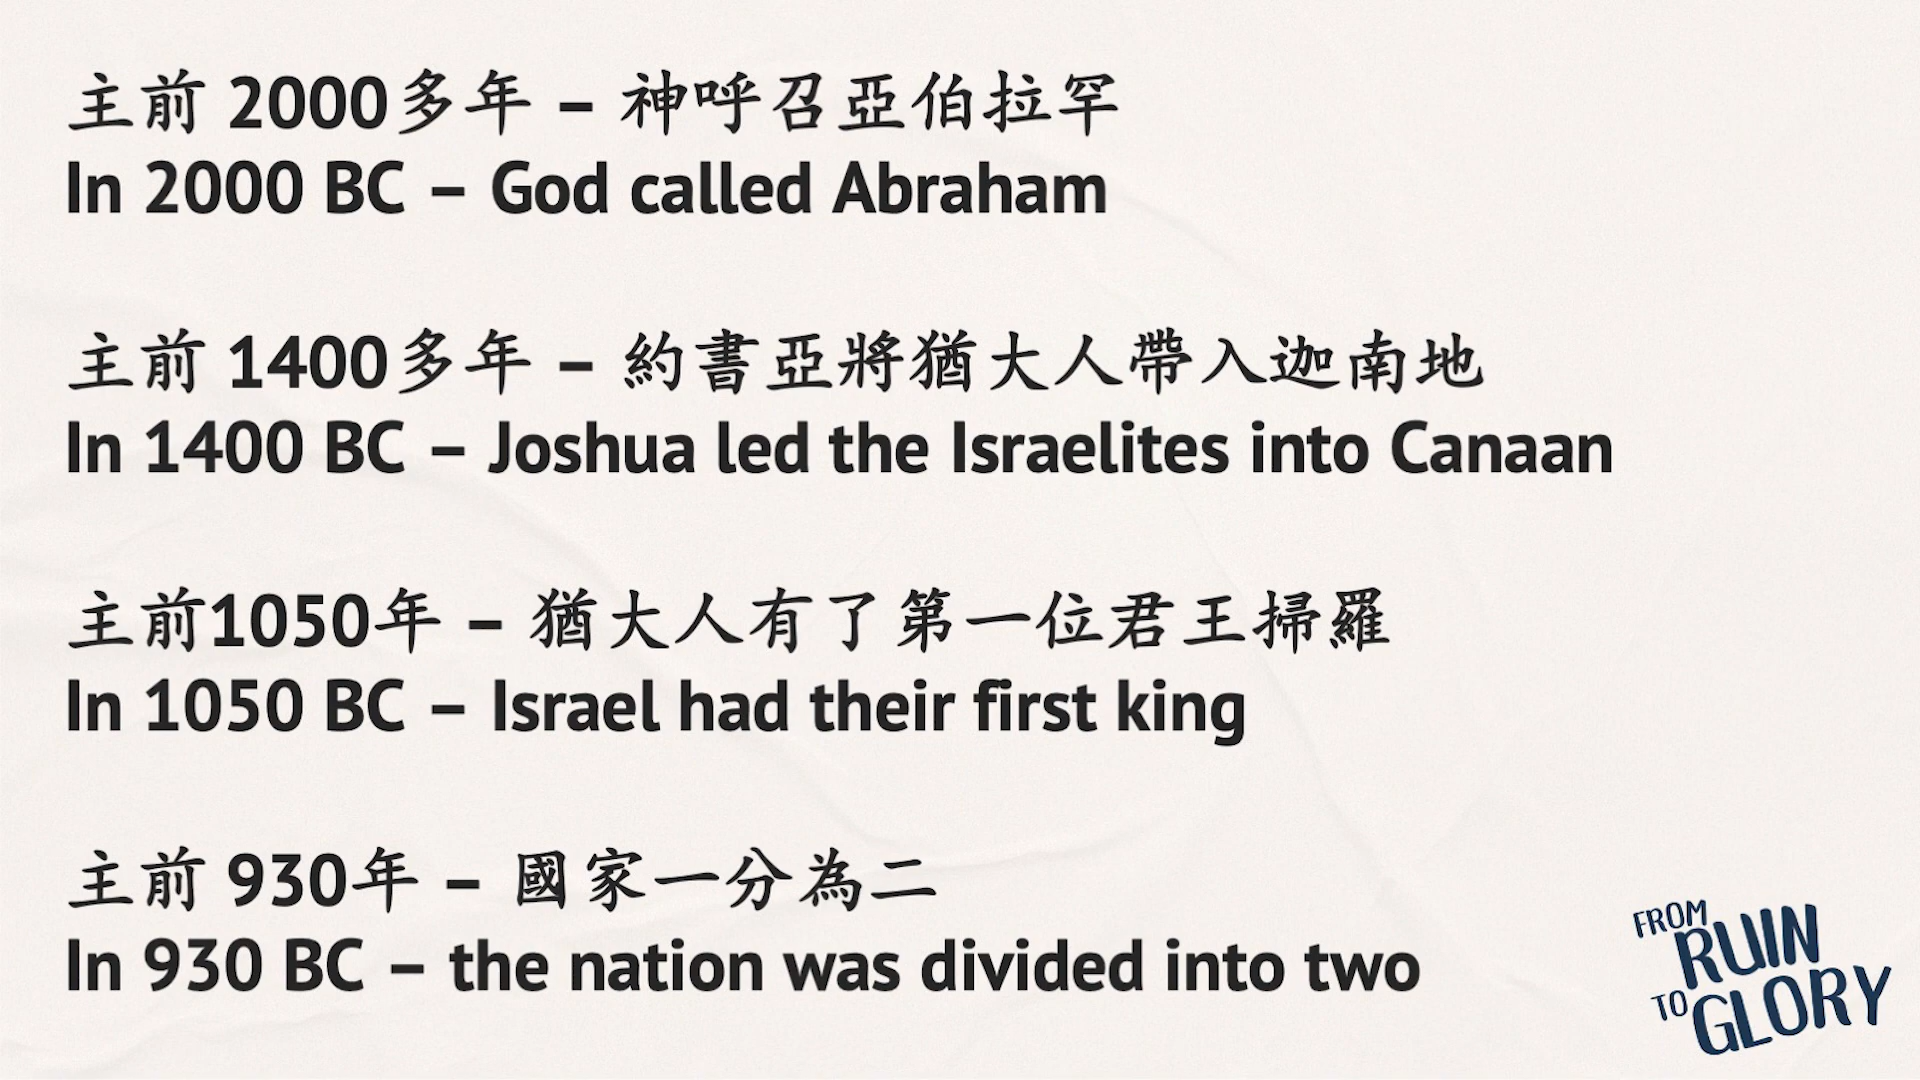 主前 2000多年 – 神呼召亞伯拉罕
In 2000 BC – God called Abraham
主前 1400多年 – 約書亞將猶大人帶入迦南地
In 1400 BC – Joshua led the Israelites into Canaan
主前1050年 – 猶大人有了第一位君王掃羅
In 1050 BC – Israel had their first king
主前 930年 – 國家一分為二
In 930 BC – the nation was divided into two
FROM
RUIN
TO
GLORY